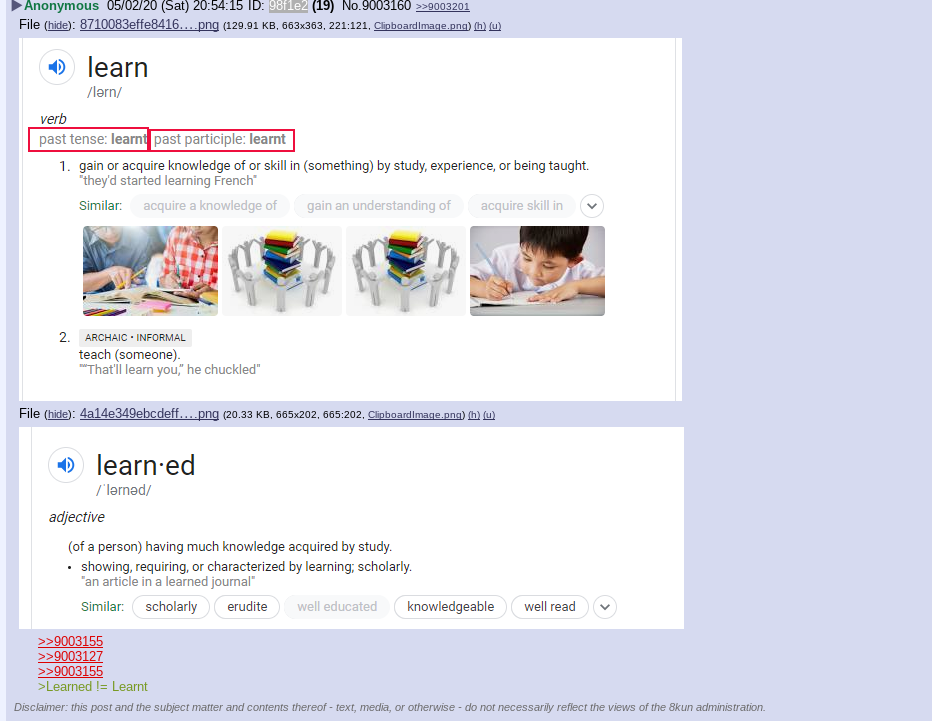 ▶Anonymous 05/02/20 (Sat) 20:54:15 ID: 98f1e2 (19) No.9003160 >>9003201
File (hide): 8710083effe8416….png (129.91 KB, 663x363, 221:121, ClipboardImage.png) (h) (u)
learn
/lərn/
verb
past tense: learnt past participle: learnt
1. gain or acquire knowledge of or skill in (something) by study, experience, or being taught.
"they'd started learning French"
Similar: acquire a knowledge of gain an understanding of acquire skill in
2. ARCHAIC • INFORMAL
teach (someone).
"“That'll learn you,” he chuckled"
File (hide): 4a14e349ebcdeff….png (20.33 KB, 665x202, 665:202, ClipboardImage.png) (h) (u)
learn·ed
/ˈlərnəd/
adjective
(of a person) having much knowledge acquired by study.
• showing, requiring, or characterized by learning; scholarly.
"an article in a learned journal"
Similar: scholarly erudite well educated knowledgeable well read
>>9003155
>>9003127
>>9003155
>Learned != Learnt
Disclaimer: this post and the subject matter and contents thereof - text, media, or otherwise - do not necessarily reflect the views of the 8kun administration.